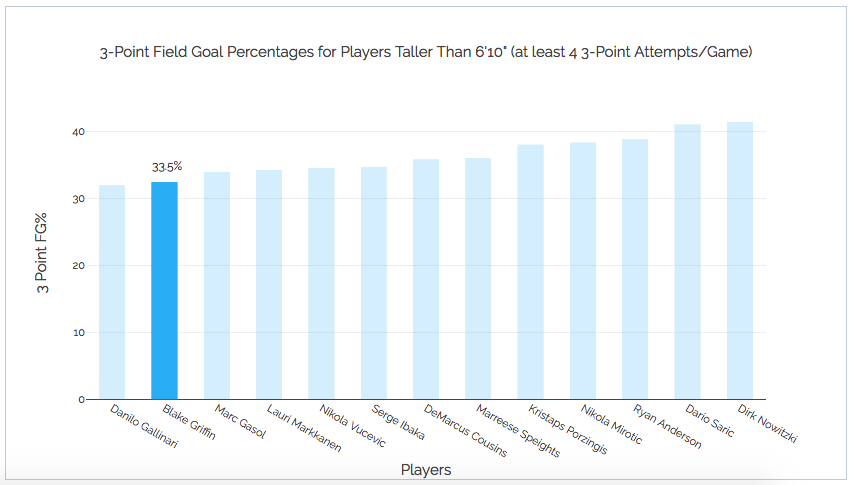 3-Point Field Goal Percentages for Players Taller Than 6'10" (at least 4 3-Point Attempts/Game)
3 Point FG%
40
30
20
10
0
33.5%
Danilo Gallinari
Blake Griffin
Marc Gasol
Lauri Markkanen
Nikola Vucevic
Serge Ibaka
DeMarcus Cousins
Marreese Speights
Kristaps Porzingis
Nikola Mirotic
Ryan Anderson
Dario Saric
Dirk Nowitzki
Players